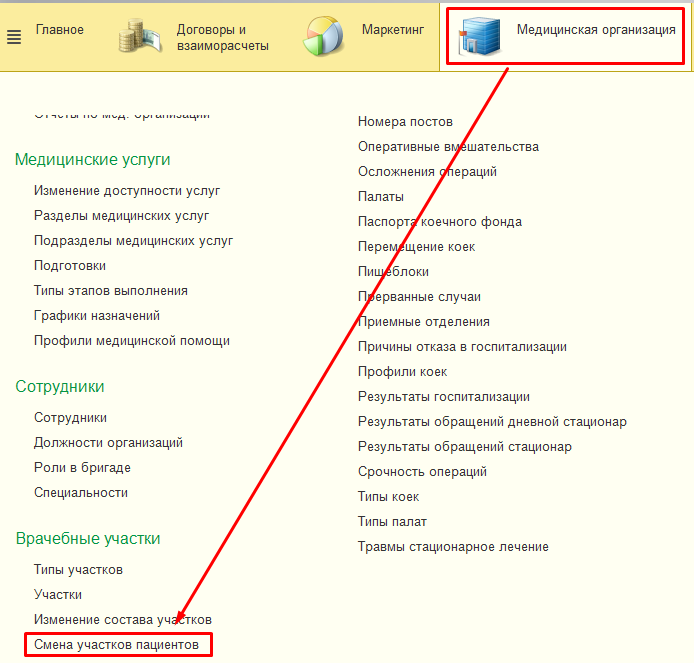 Главное
Договоры и
взаиморасчеты
Маркетинг
Медицинская организация
Отчеты по мед. организации
Медицинские услуги
Изменение доступности услуг
Разделы медицинских услуг
Подразделы медицинских услуг
Подготовки
Типы этапов выполнения
Графики назначений
Профили медицинской помощи
Сотрудники
Сотрудники
Должности организаций
Роли в бригаде
Специальности
Врачебные участки
Типы участков
Участки
Изменение состава участков
Смена участков пациентов
Номера постов
Оперативные вмешательства
Осложнения операций
Палаты
Паспорта коечного фонда
Перемещение коек
Пищеблоки
Прерванные случаи
Приемные отделения
Причины отказа в госпитализации
Профили коек
Результаты госпитализации
Результаты обращений дневной стационар
Результаты обращений стационар
Срочность операций
Типы коек
Типы палат
Травмы стационарное лечение